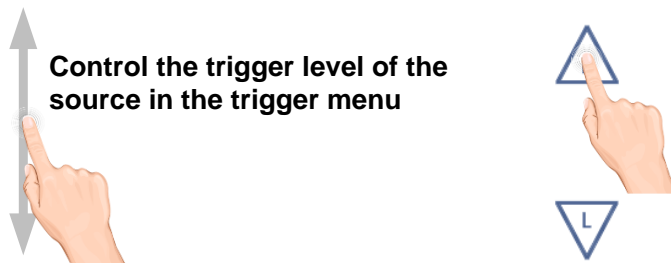 Control the trigger level of the
source in the trigger menu
L